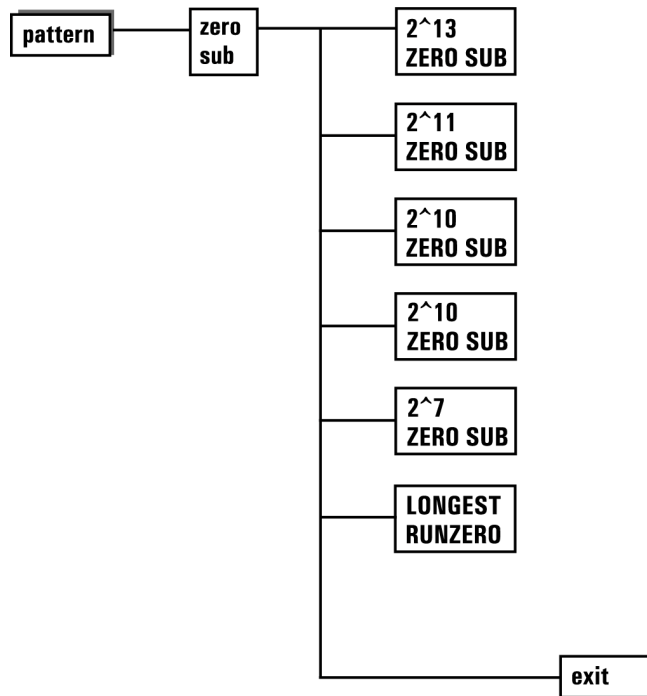 pattern
zero
sub
2^13
ZERO SUB
2^11
ZERO SUB
2^10
ZERO SUB
2^10
ZERO SUB
2^7
ZERO SUB
LONGEST
RUNZERO
exit